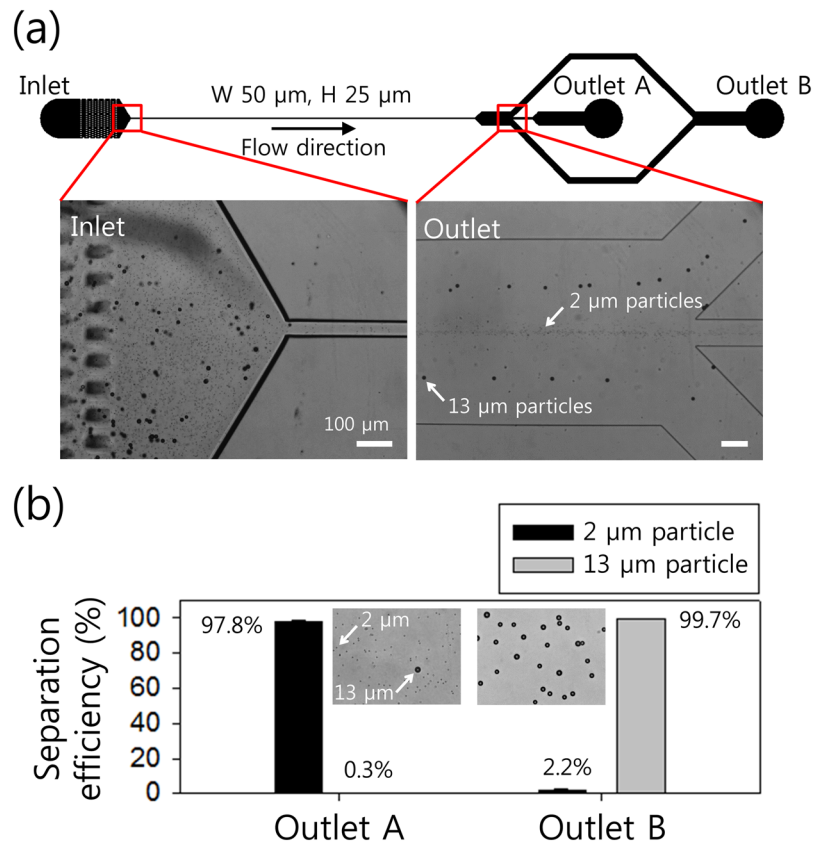 (a)
Inlet
W 50 µm, H 25 µm
Flow direction
Outlet A
Outlet B
Inlet
100 µm
Outlet
2 µm particles
13 µm particles
(b)
2 µm particle
13 µm particle
Separation
efficiency (%)
100
80
60
40
20
0
97.8%
2 µm
13 µm
99.7%
0.3%
2.2%
Outlet A
Outlet B